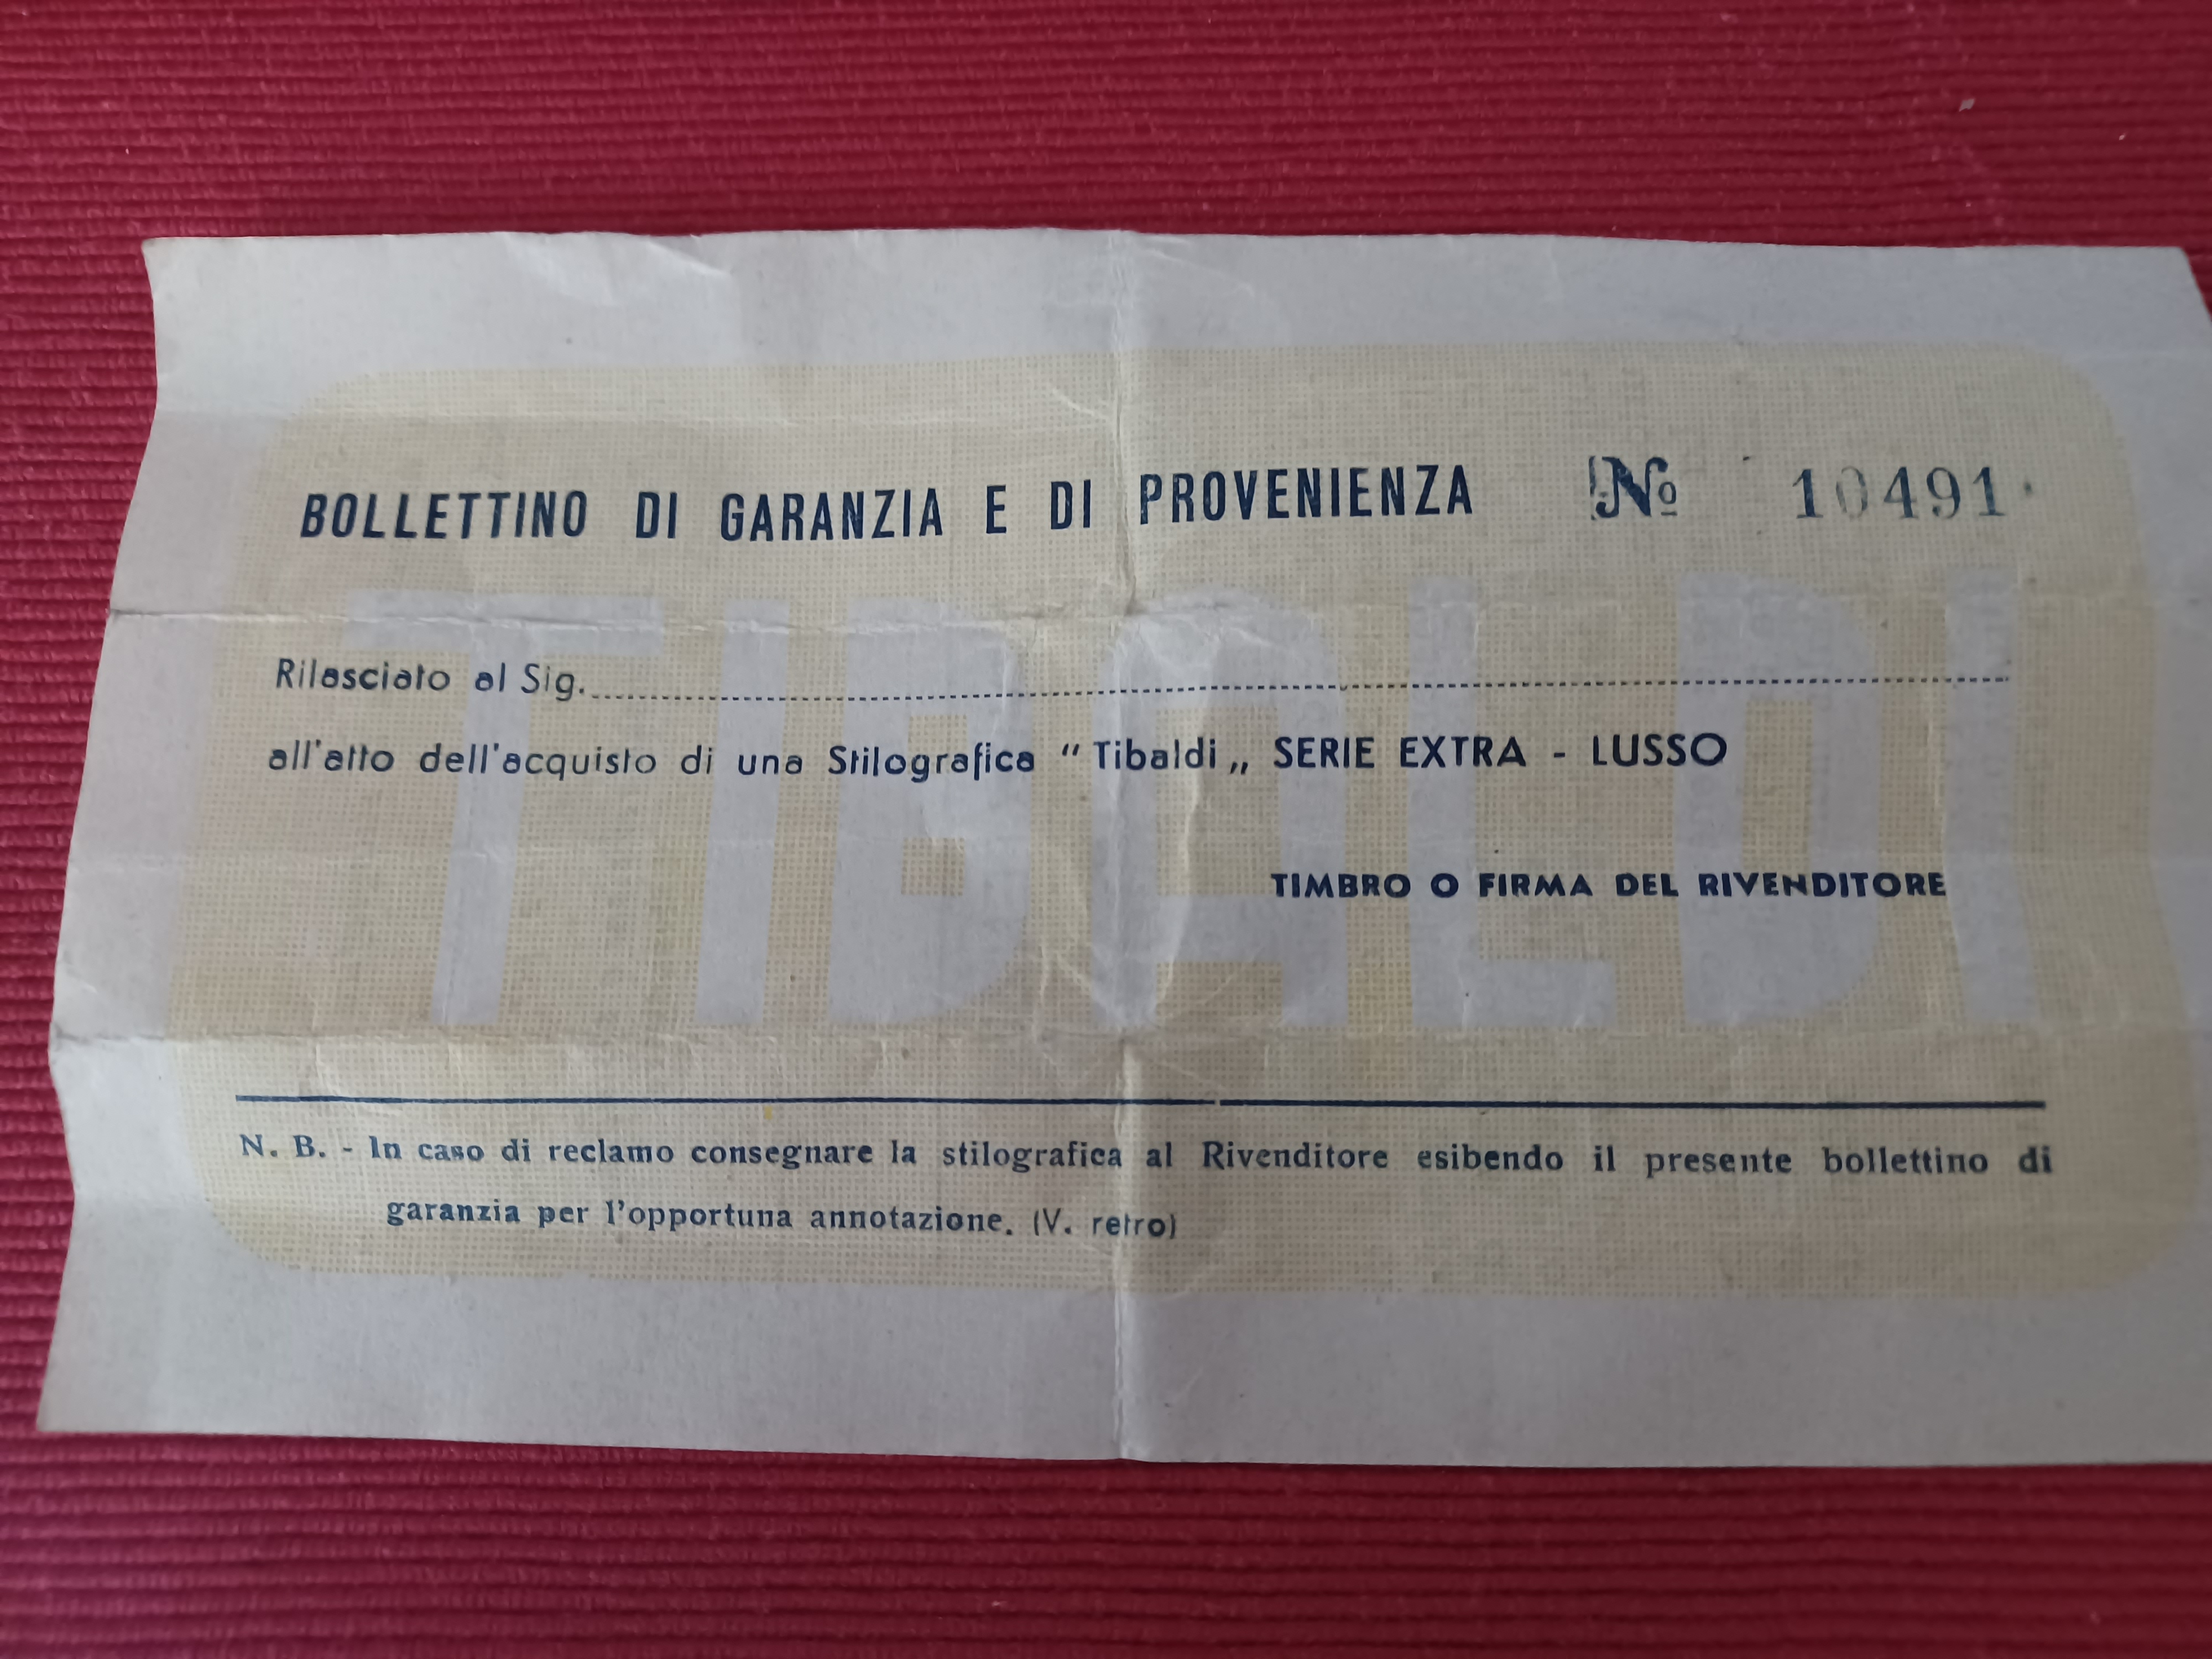 BOLLETTINO DI GARANZIA E DI PROVENIENZA No 10491
TIBALDI
Rilasciato al Sig.
all'atto dell'acquisto di una Stilografica “Tibaldi„ SERIE EXTRA - LUSSO
TIMBRO O FIRMA DEL RIVENDITORE
N. B. - In caso di reclamo consegnare la stilografica al Rivenditore esibendo il presente bollettino di
garanzia per l'opportuna annotazione. (V. retro)